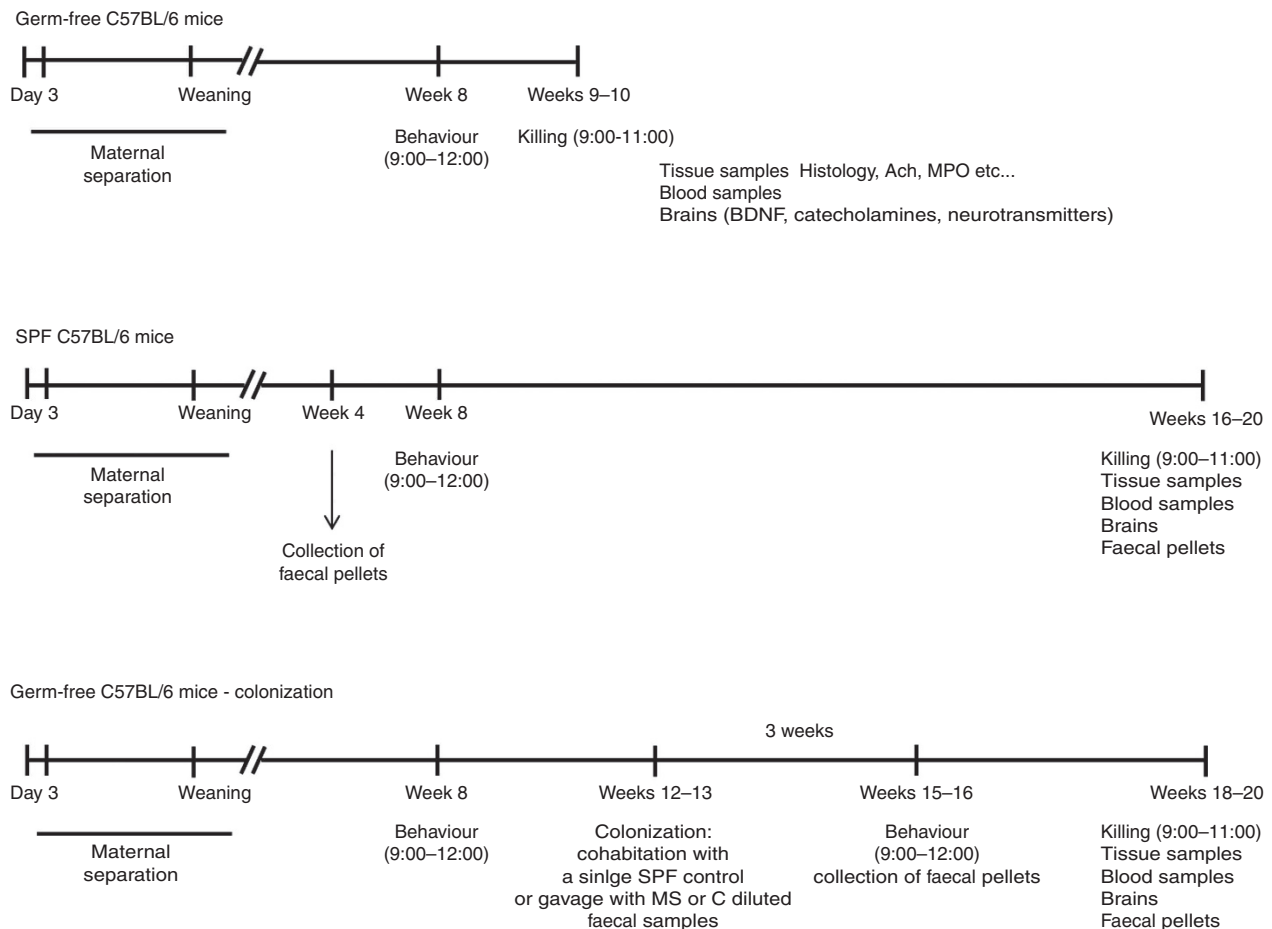 Germ-free C57BL/6 mice
Day 3
Weaning
Week 8
Weeks 9–10
Maternal
separation
Behaviour
(9:00–12:00)
Killing (9:00-11:00)
Tissue samples  Histology, Ach, MPO etc...
Blood samples
Brains (BDNF, catecholamines, neurotransmitters)
SPF C57BL/6 mice
Day 3
Weaning
Week 4
Week 8
Weeks 16–20
Maternal
separation
Collection of
faecal pellets
Behaviour
(9:00–12:00)
Killing (9:00–11:00)
Tissue samples
Blood samples
Brains
Faecal pellets
Germ-free C57BL/6 mice - colonization
3 weeks
Day 3
Weaning
Week 8
Weeks 12–13
Weeks 15–16
Weeks 18–20
Maternal
separation
Behaviour
(9:00–12:00)
Colonization:
cohabitation with
a sinlge SPF control
or gavage with MS or C diluted
faecal samples
Behaviour
(9:00–12:00)
collection of faecal pellets
Killing (9:00–11:00)
Tissue samples
Blood samples
Brains
Faecal pellets